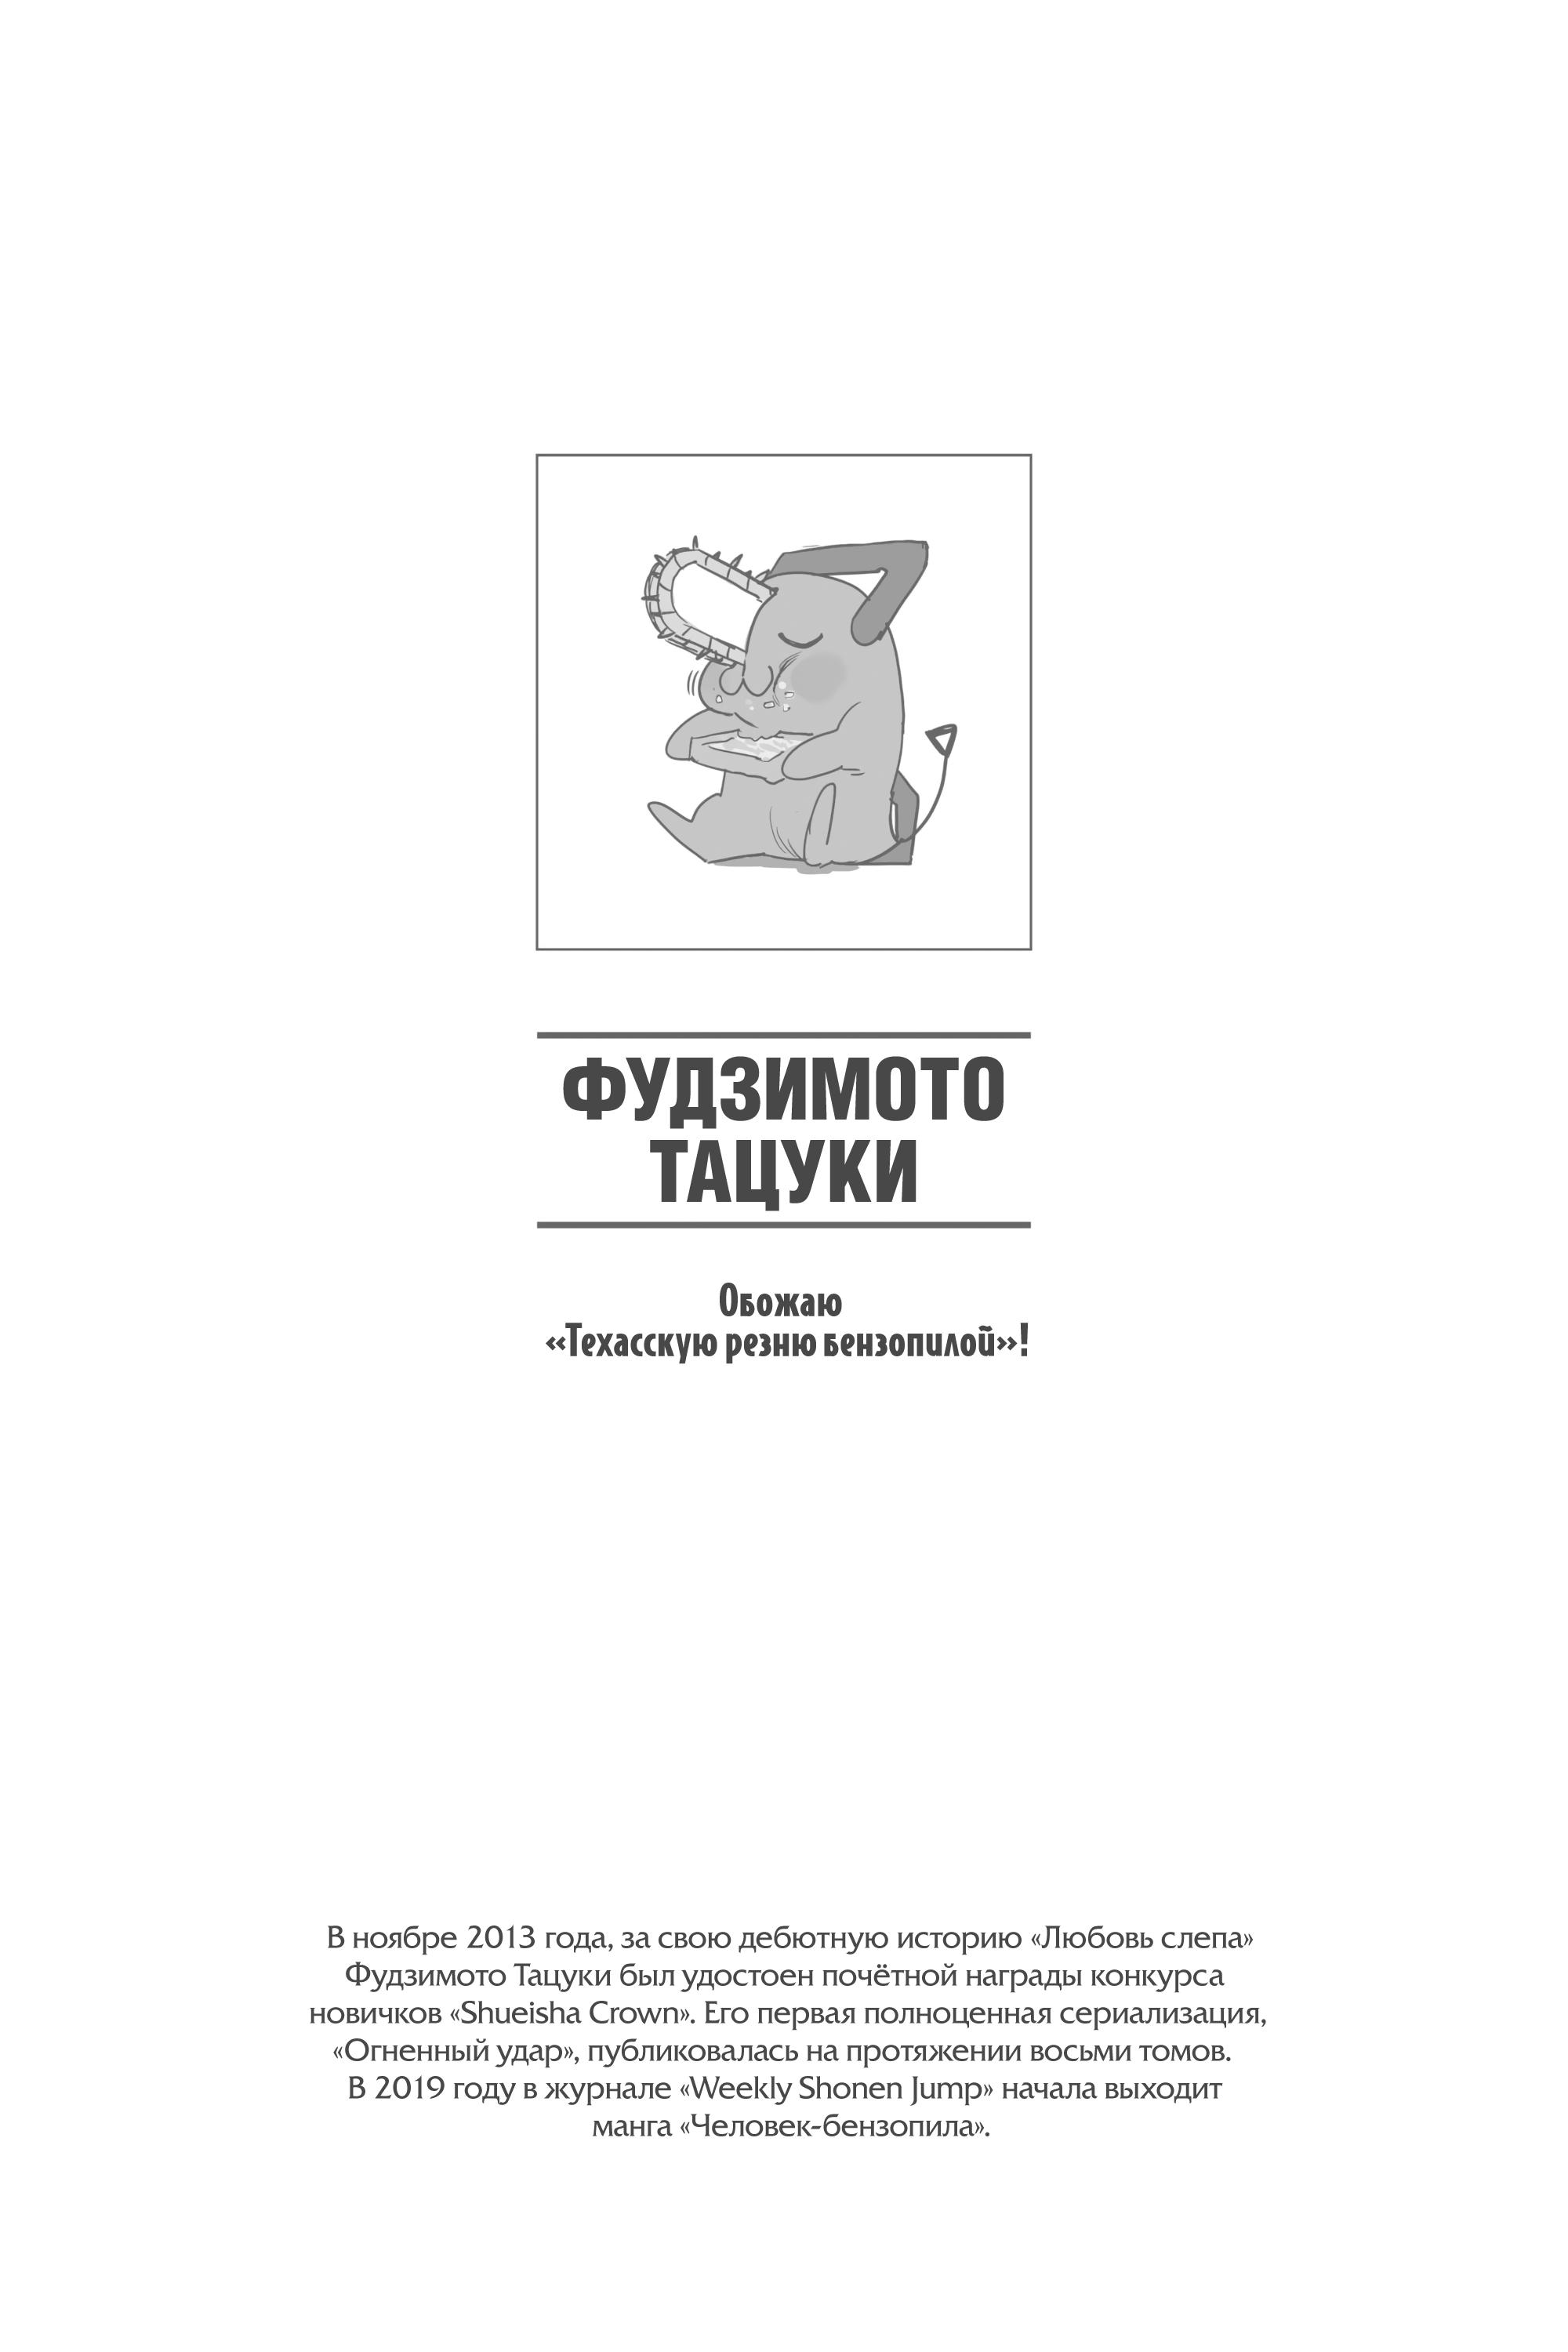 ФУДЗИМОТО
ТАЦУКИ
Обожаю
«Техасскую резню бензопилой»!
В ноябре 2013 года, за свою дебютную историю «Любовь слепа»
Фудзимото Тацуки был удостоен почётной награды конкурса
новичков «Shueisha Crown». Его первая полноценная сериализация,
«Огненный удар», публиковалась на протяжении восьми томов.
В 2019 году в журнале «Weekly Shonen Jump» начала выходит
манга «Человек-бензопила».